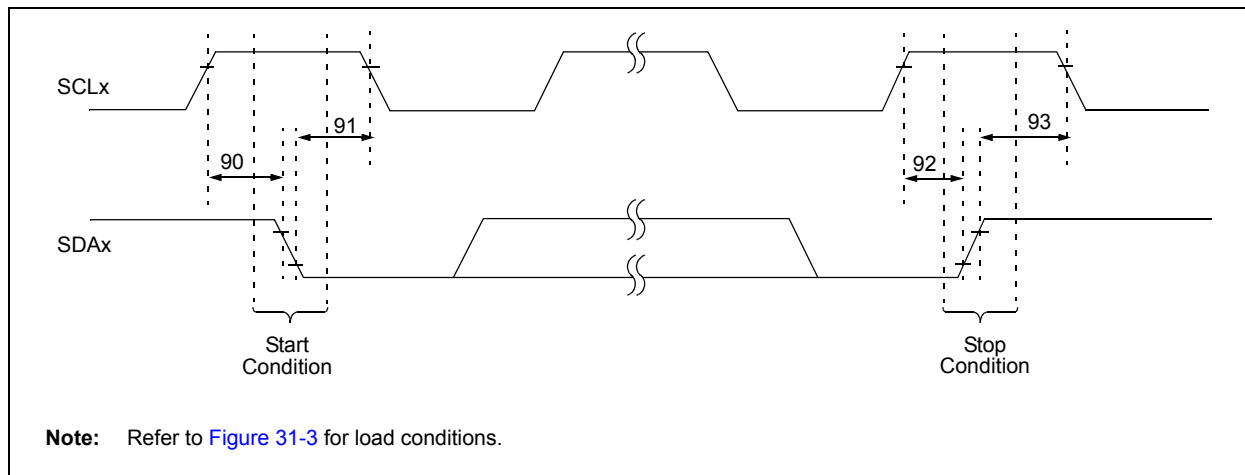 SCLx
91
93
90
92
SDAx
Start
Condition
Stop
Condition
Note: Refer to Figure 31-3 for load conditions.